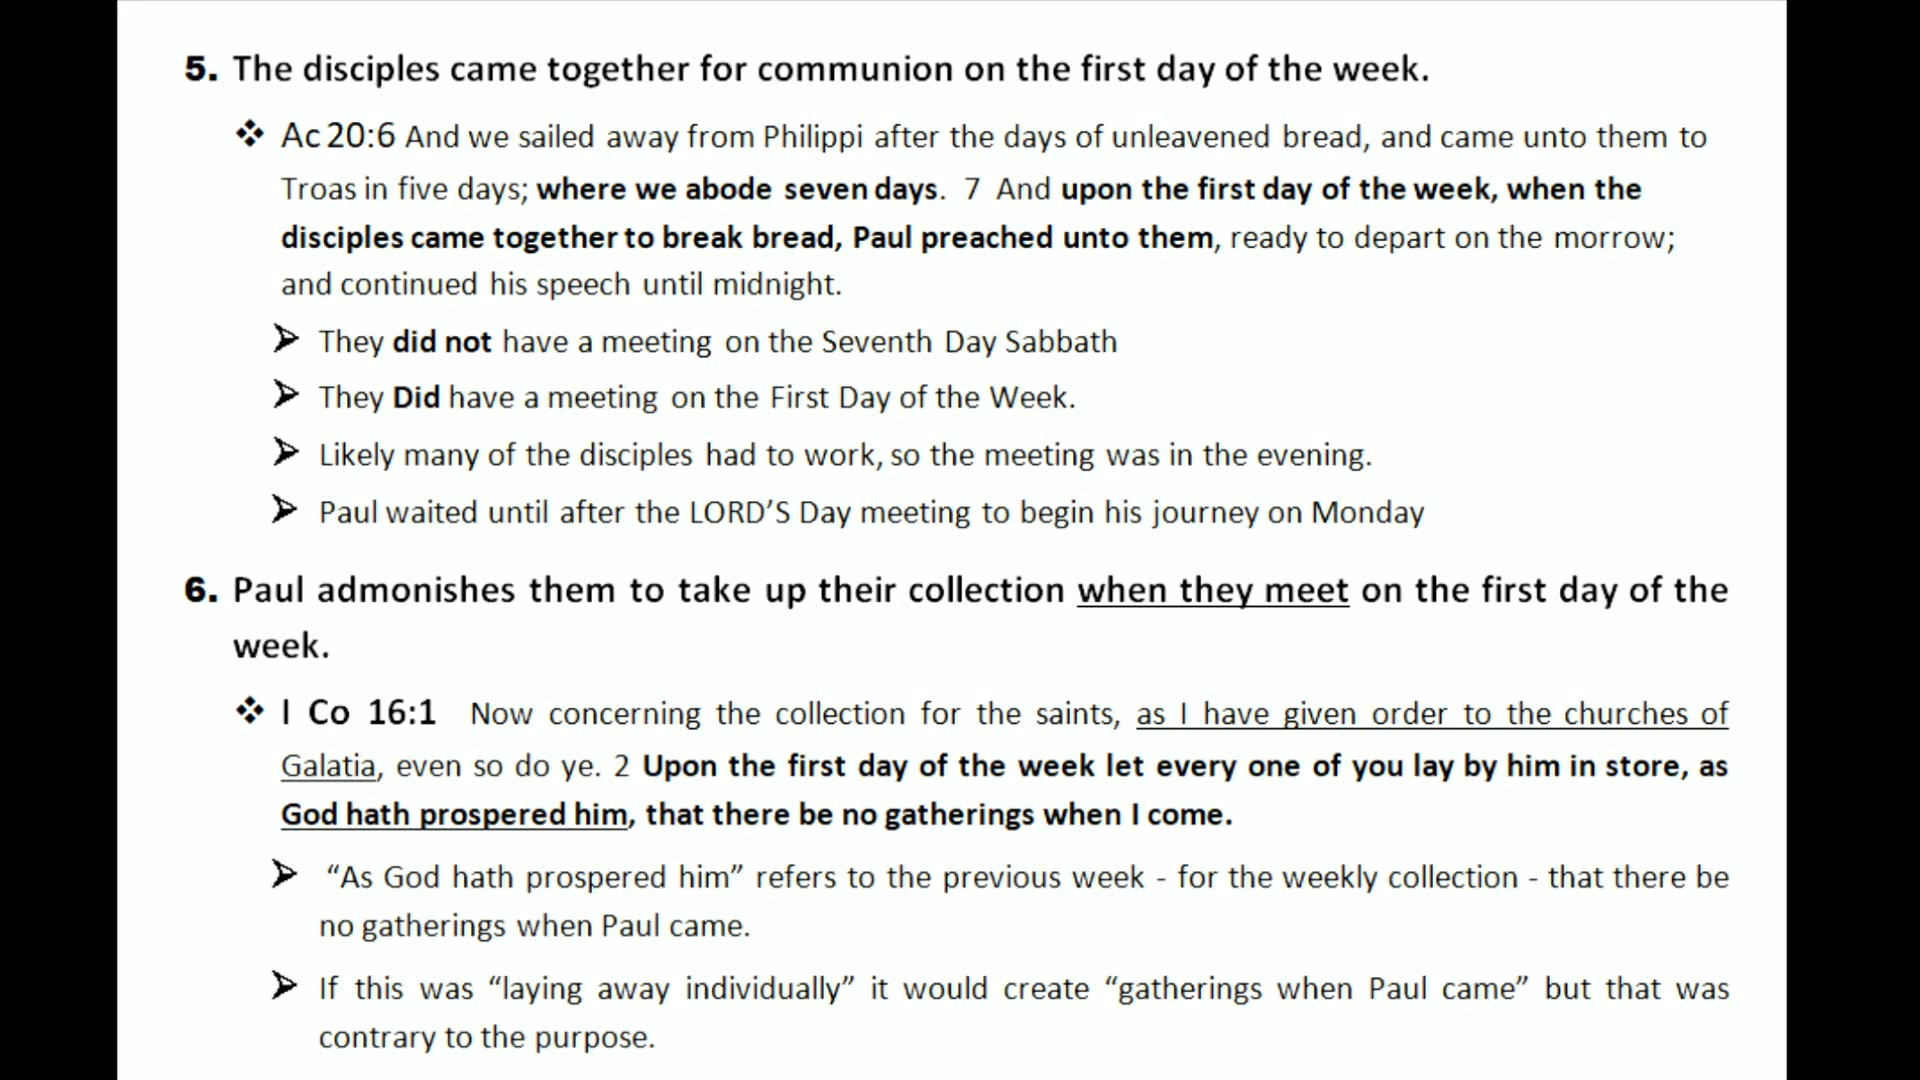 5. The disciples came together for communion on the first day of the week.
❖ Ac 20:6 And we sailed away from Philippi after the days of unleavened bread, and came unto them to
Troas in five days; where we abode seven days. 7 And upon the first day of the week, when the
disciples came together to break bread, Paul preached unto them, ready to depart on the morrow;
and continued his speech until midnight.
➢ They did not have a meeting on the Seventh Day Sabbath
➢ They Did have a meeting on the First Day of the Week.
➢ Likely many of the disciples had to work, so the meeting was in the evening.
➢ Paul waited until after the LORD’S Day meeting to begin his journey on Monday
6. Paul admonishes them to take up their collection when they meet on the first day of the
week.
❖ I Co 16:1 Now concerning the collection for the saints, as I have given order to the churches of
Galatia, even so do ye. 2 Upon the first day of the week let every one of you lay by him in store, as
God hath prospered him, that there be no gatherings when I come.
➢ “As God hath prospered him” refers to the previous week - for the weekly collection - that there be
no gatherings when Paul came.
➢ If this was “laying away individually” it would create “gatherings when Paul came” but that was
contrary to the purpose.